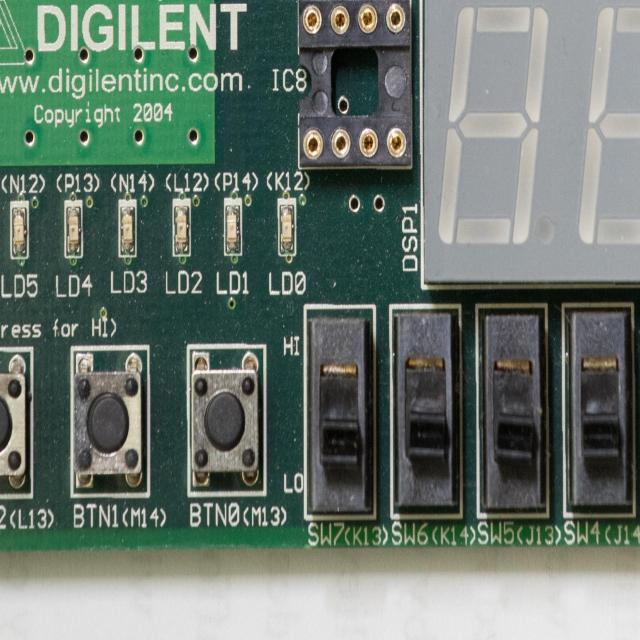 DIGILENT
ww.digilentinc.com
IC8
Copyright 2004
(N12) (P13) (N14) (L12) (P14) (K12)
DSP1
LD5 LD4 LD3 LD2 LD1 LD0
ress for HI)
HI
LO
2(L13) BTN1(M14) BTN0(M13)
SW7(K13) SW6(K14) SW5(J13) SW4(J14